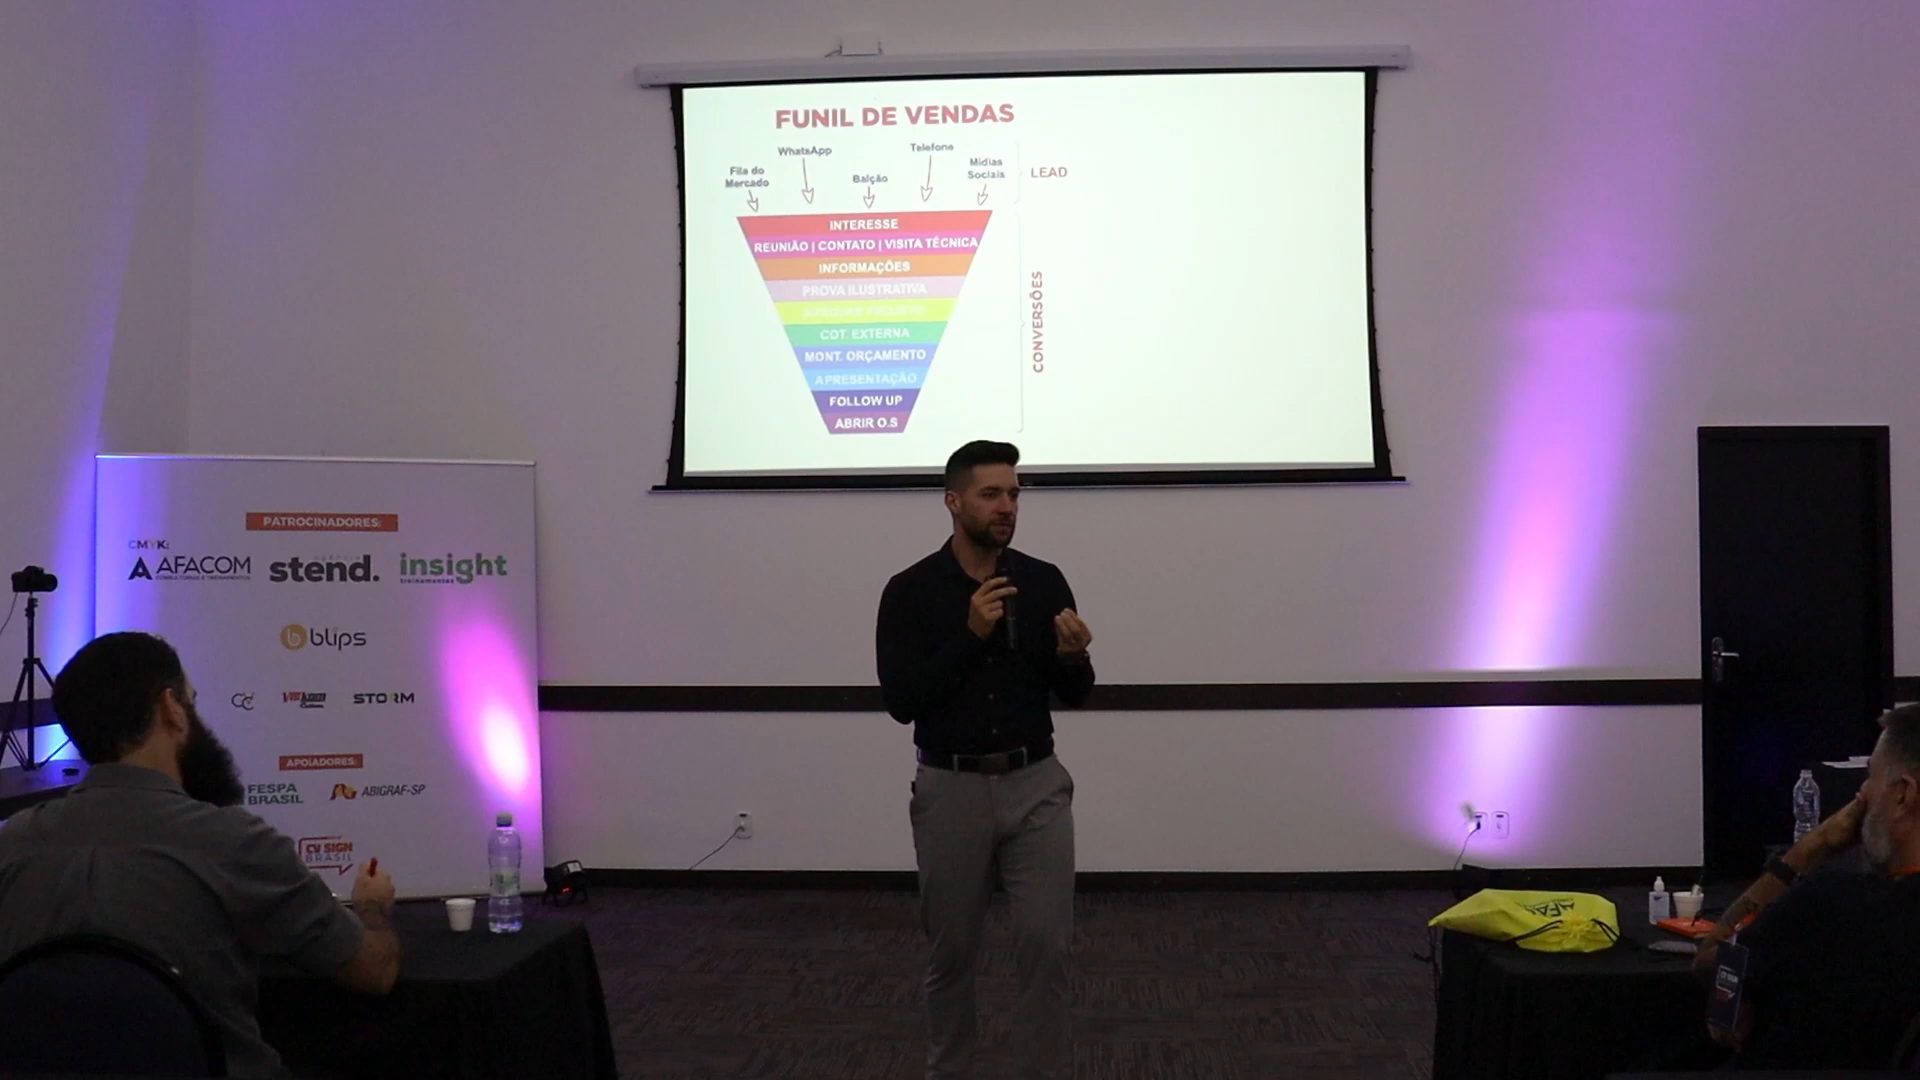 FUNIL DE VENDAS
WhatsApp
Telefone
Fila do
Mercado
Balção
Mídias
Sociais
LEAD
INTERESSE
REUNIÃO | CONTATO | VISITA TÉCNICA
INFORMAÇÕES
PROVA ILUSTRATIVA
COT. EXTERNA
MONT. ORÇAMENTO
APRESENTAÇÃO
FOLLOW UP
ABRIR O.S
CONVERSÕES
PATROCINADORES:
CMYK:
AFACOM
stend.
insight
treinamentos
blips
STORM
APOIADORES:
FESPA
BRASIL
ABIGRAF-SP
CV SIGN
BRASIL